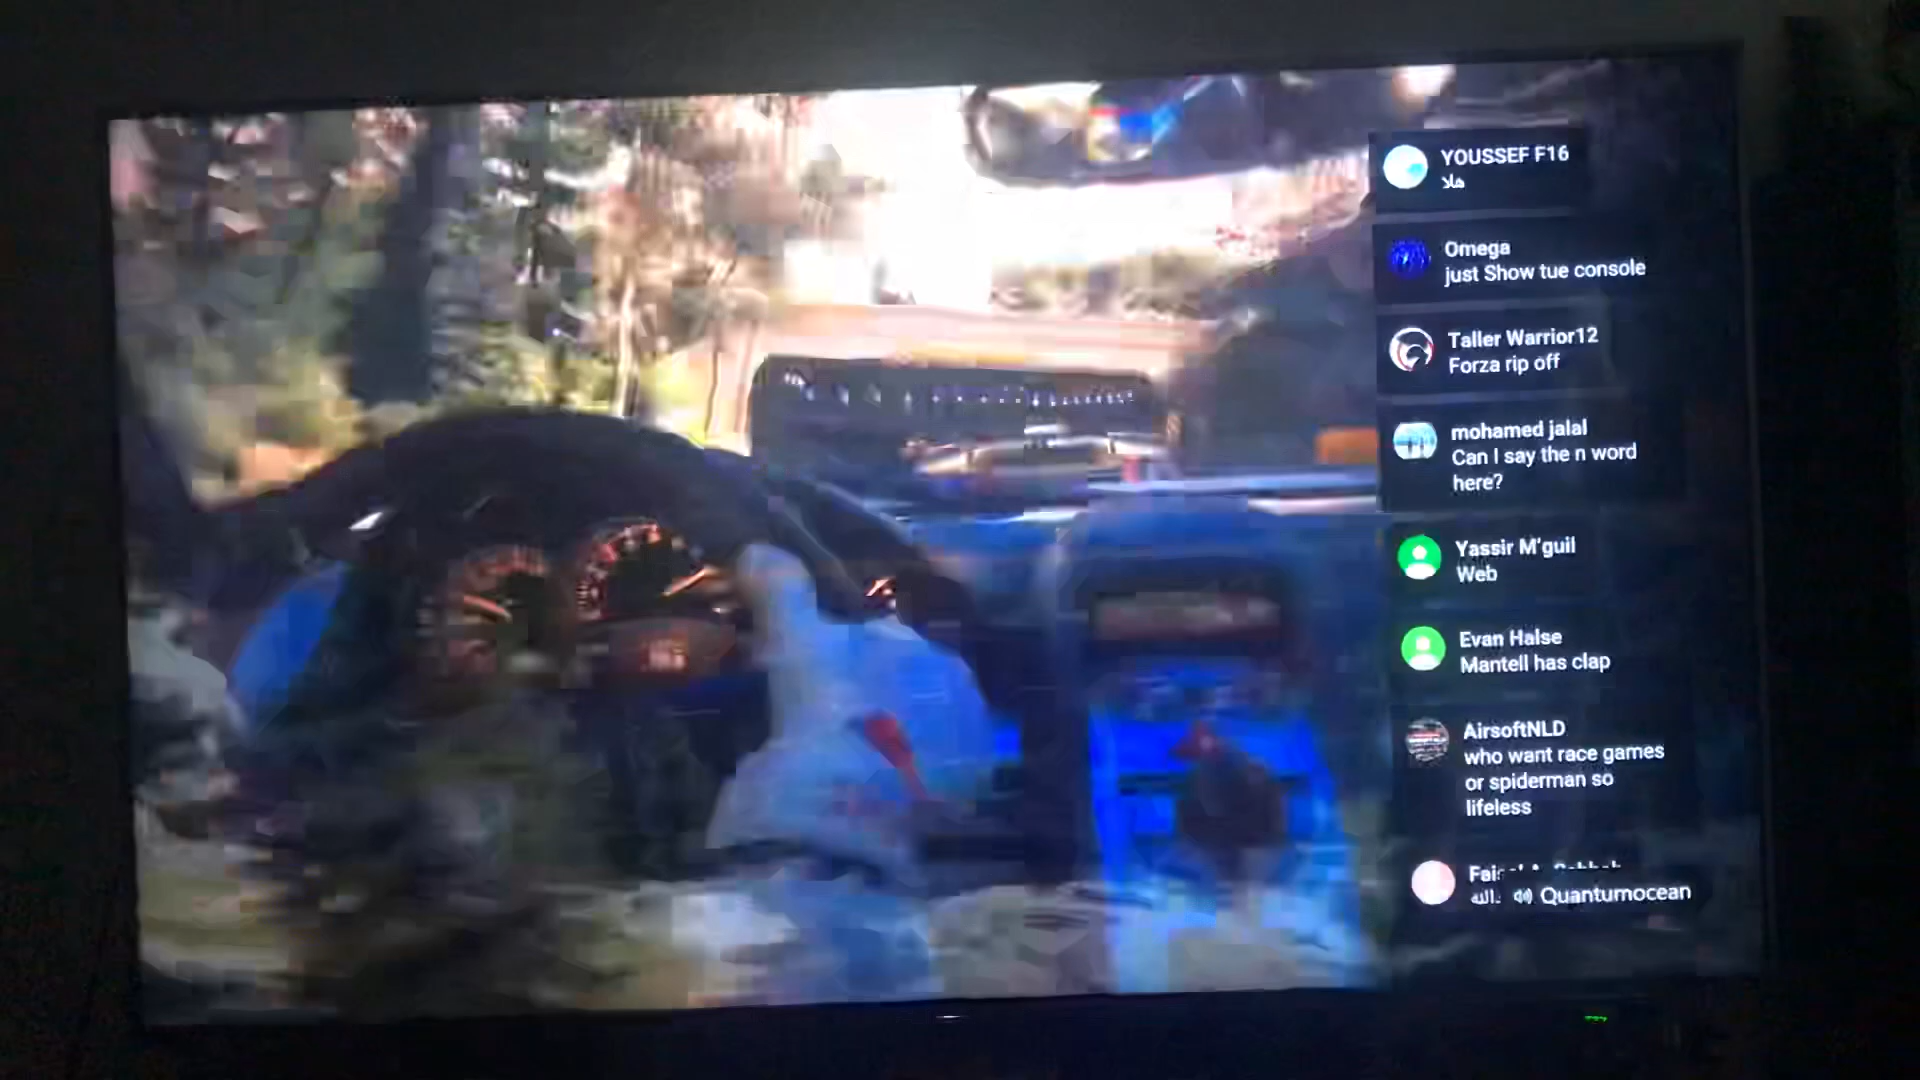 YOUSSEF F16
هلا
Omega
just Show tue console
Taller Warrior12
Forza rip off
mohamed jalal
Can I say the n word
here?
Yassir M'guil
Web
Evan Halse
Mantell has clap
AirsoftNLD
who want race games
or spiderman so
lifeless
Quantumocean